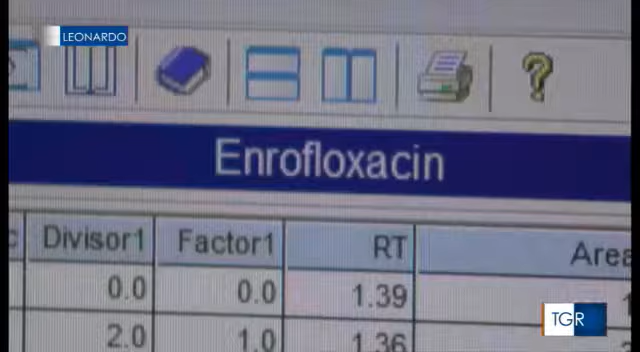 LEONARDO
Enrofloxacin
Divisor1 Factor1 RT Area
0.0 0.0 1.39
2.0 1.0 1.36
TGR